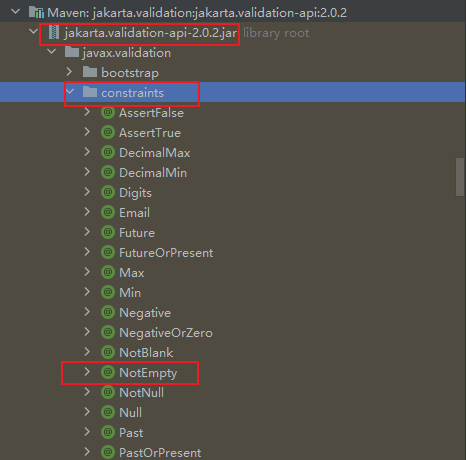 Maven: jakarta.validation:jakarta.validation-api:2.0.2
jakarta.validation-api-2.0.2.jar library root
javax.validation
bootstrap
constraints
@ AssertFalse
@ AssertTrue
@ DecimalMax
@ DecimalMin
@ Digits
@ Email
@ Future
@ FutureOrPresent
@ Max
@ Min
@ Negative
@ NegativeOrZero
@ NotBlank
@ NotEmpty
@ NotNull
@ Null
@ Past
@ PastOrPresent